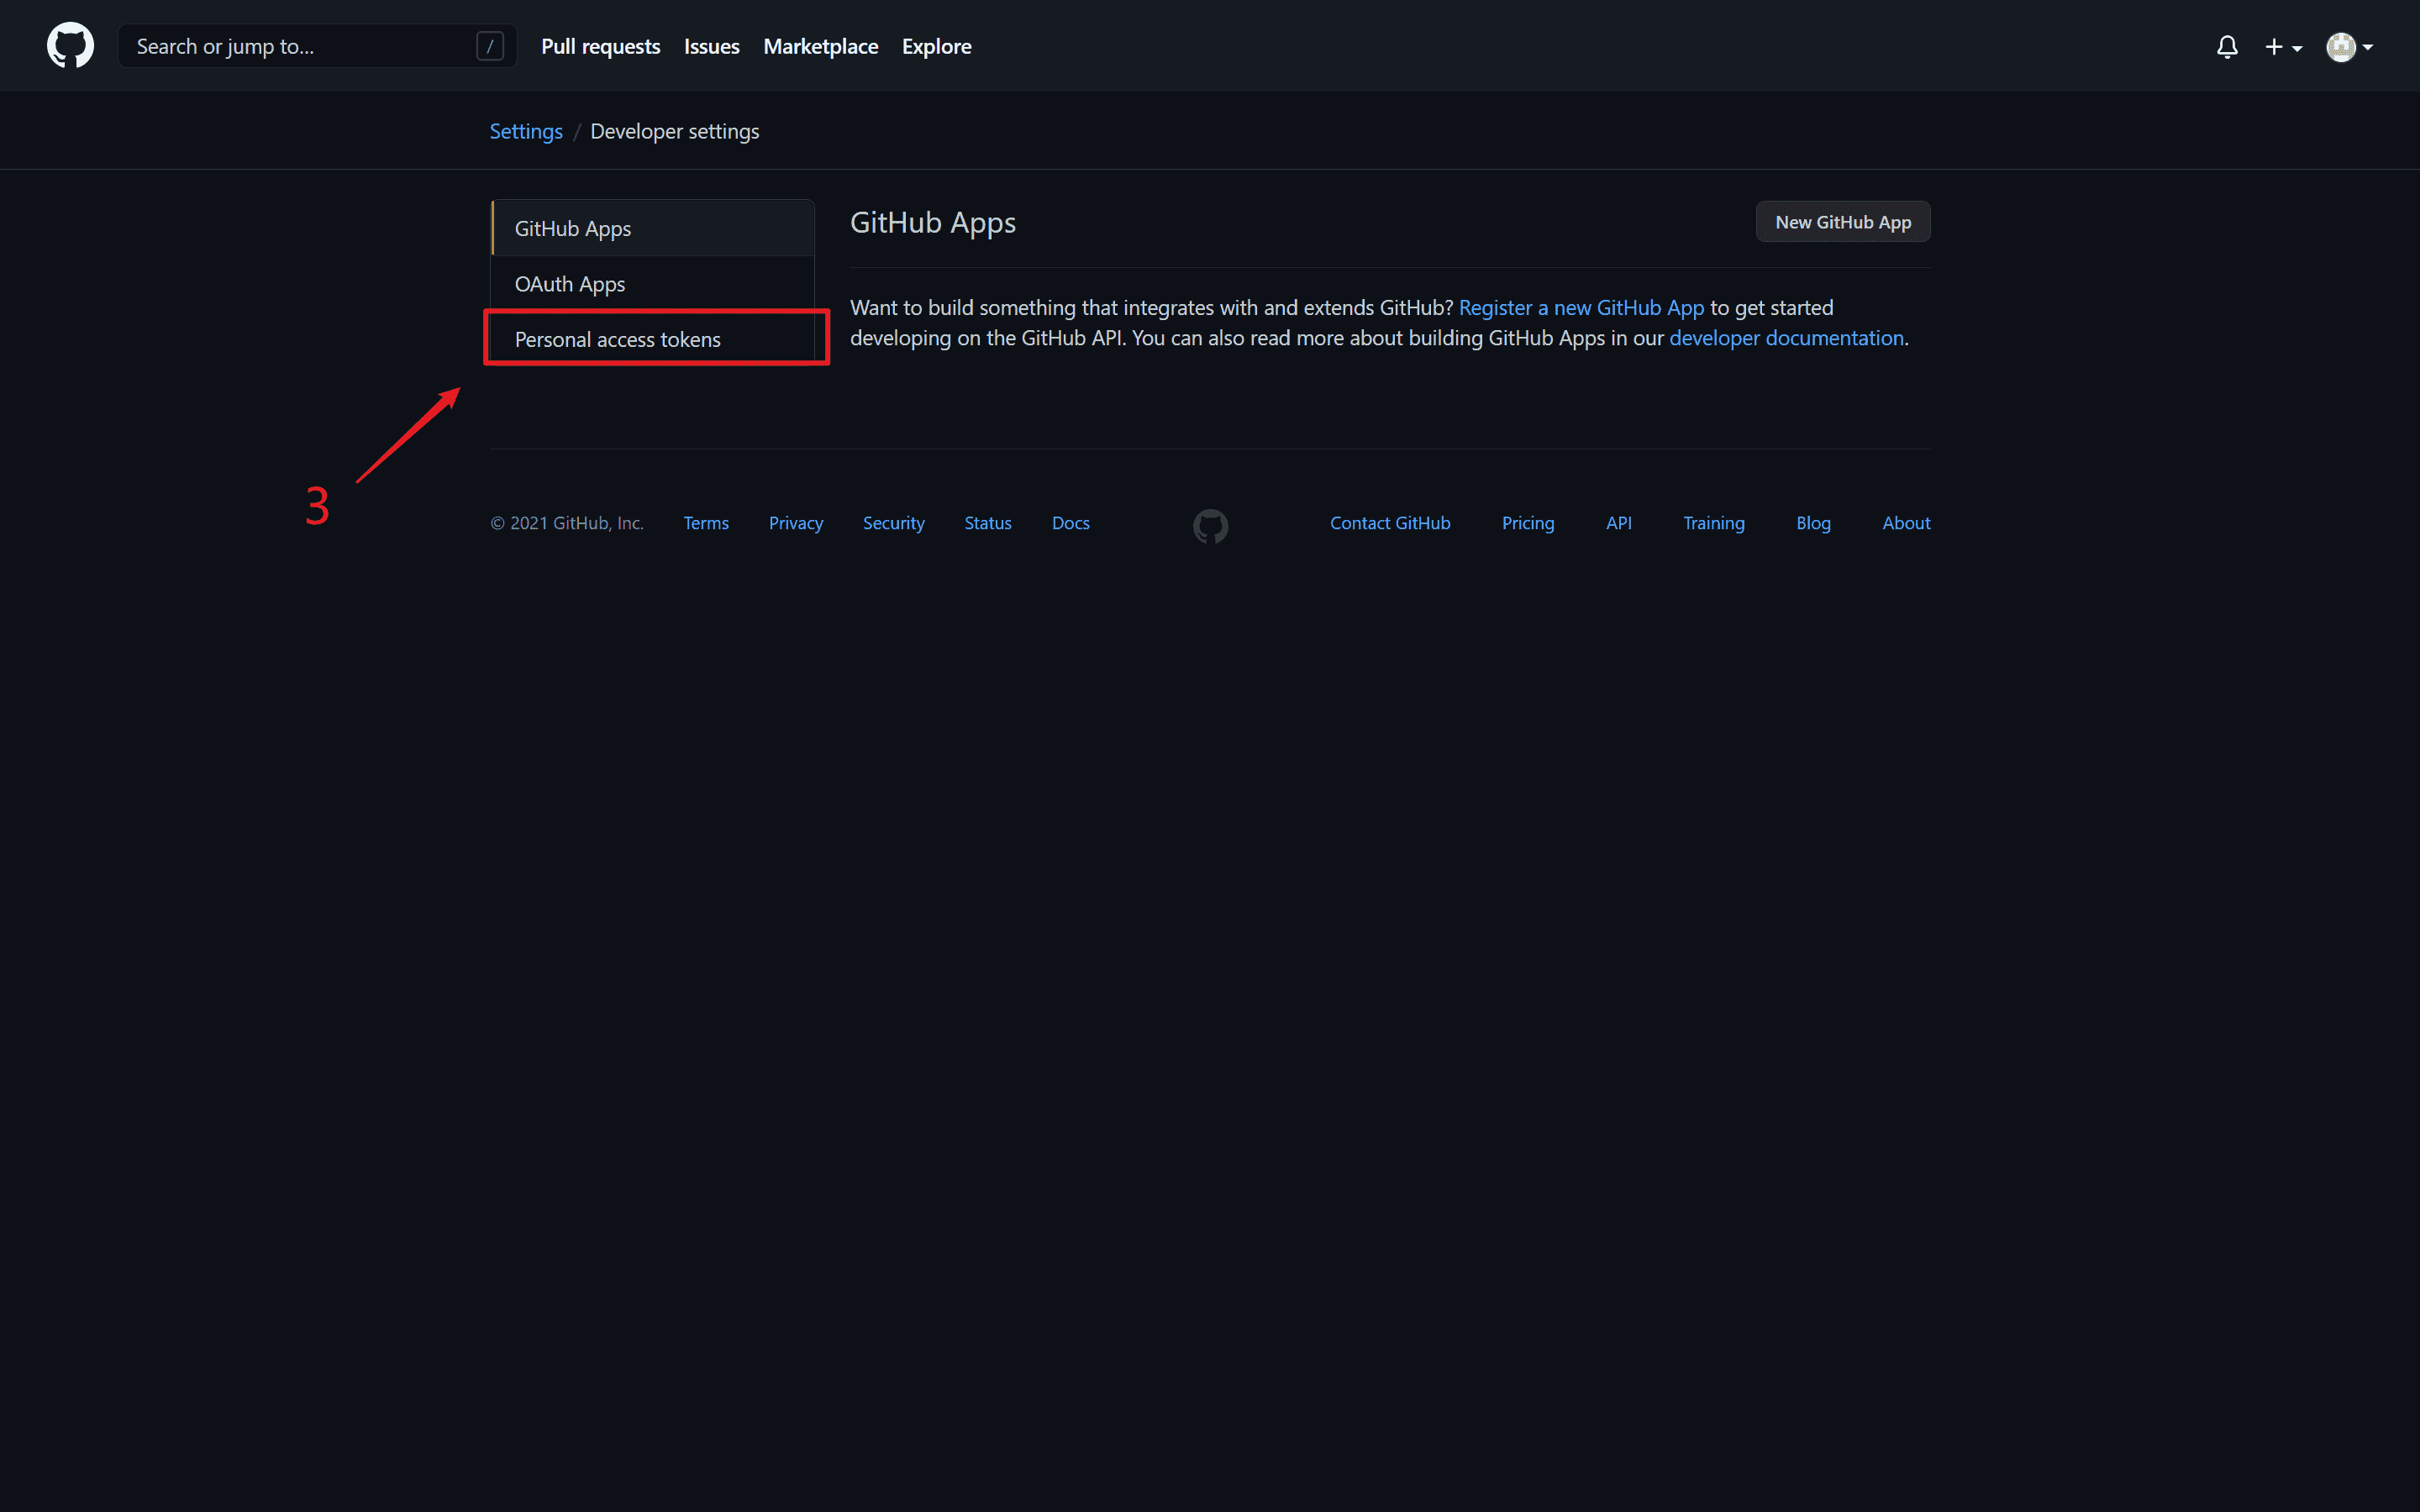 Search or jump to... /
Pull requests Issues Marketplace Explore
Settings / Developer settings
GitHub Apps
OAuth Apps
Personal access tokens
3
GitHub Apps
New GitHub App
Want to build something that integrates with and extends GitHub? Register a new GitHub App to get started
developing on the GitHub API. You can also read more about building GitHub Apps in our developer documentation.
© 2021 GitHub, Inc. Terms Privacy Security Status Docs Contact GitHub Pricing API Training Blog About